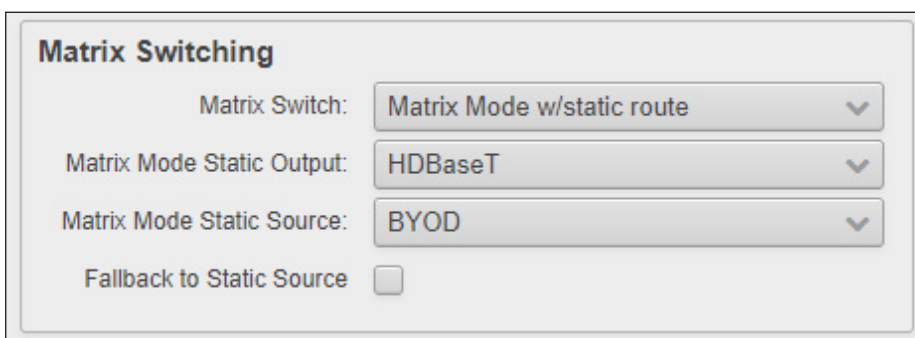 Matrix Switching
Matrix Switch: Matrix Mode w/static route
Matrix Mode Static Output: HDBaseT
Matrix Mode Static Source: BYOD
Fallback to Static Source